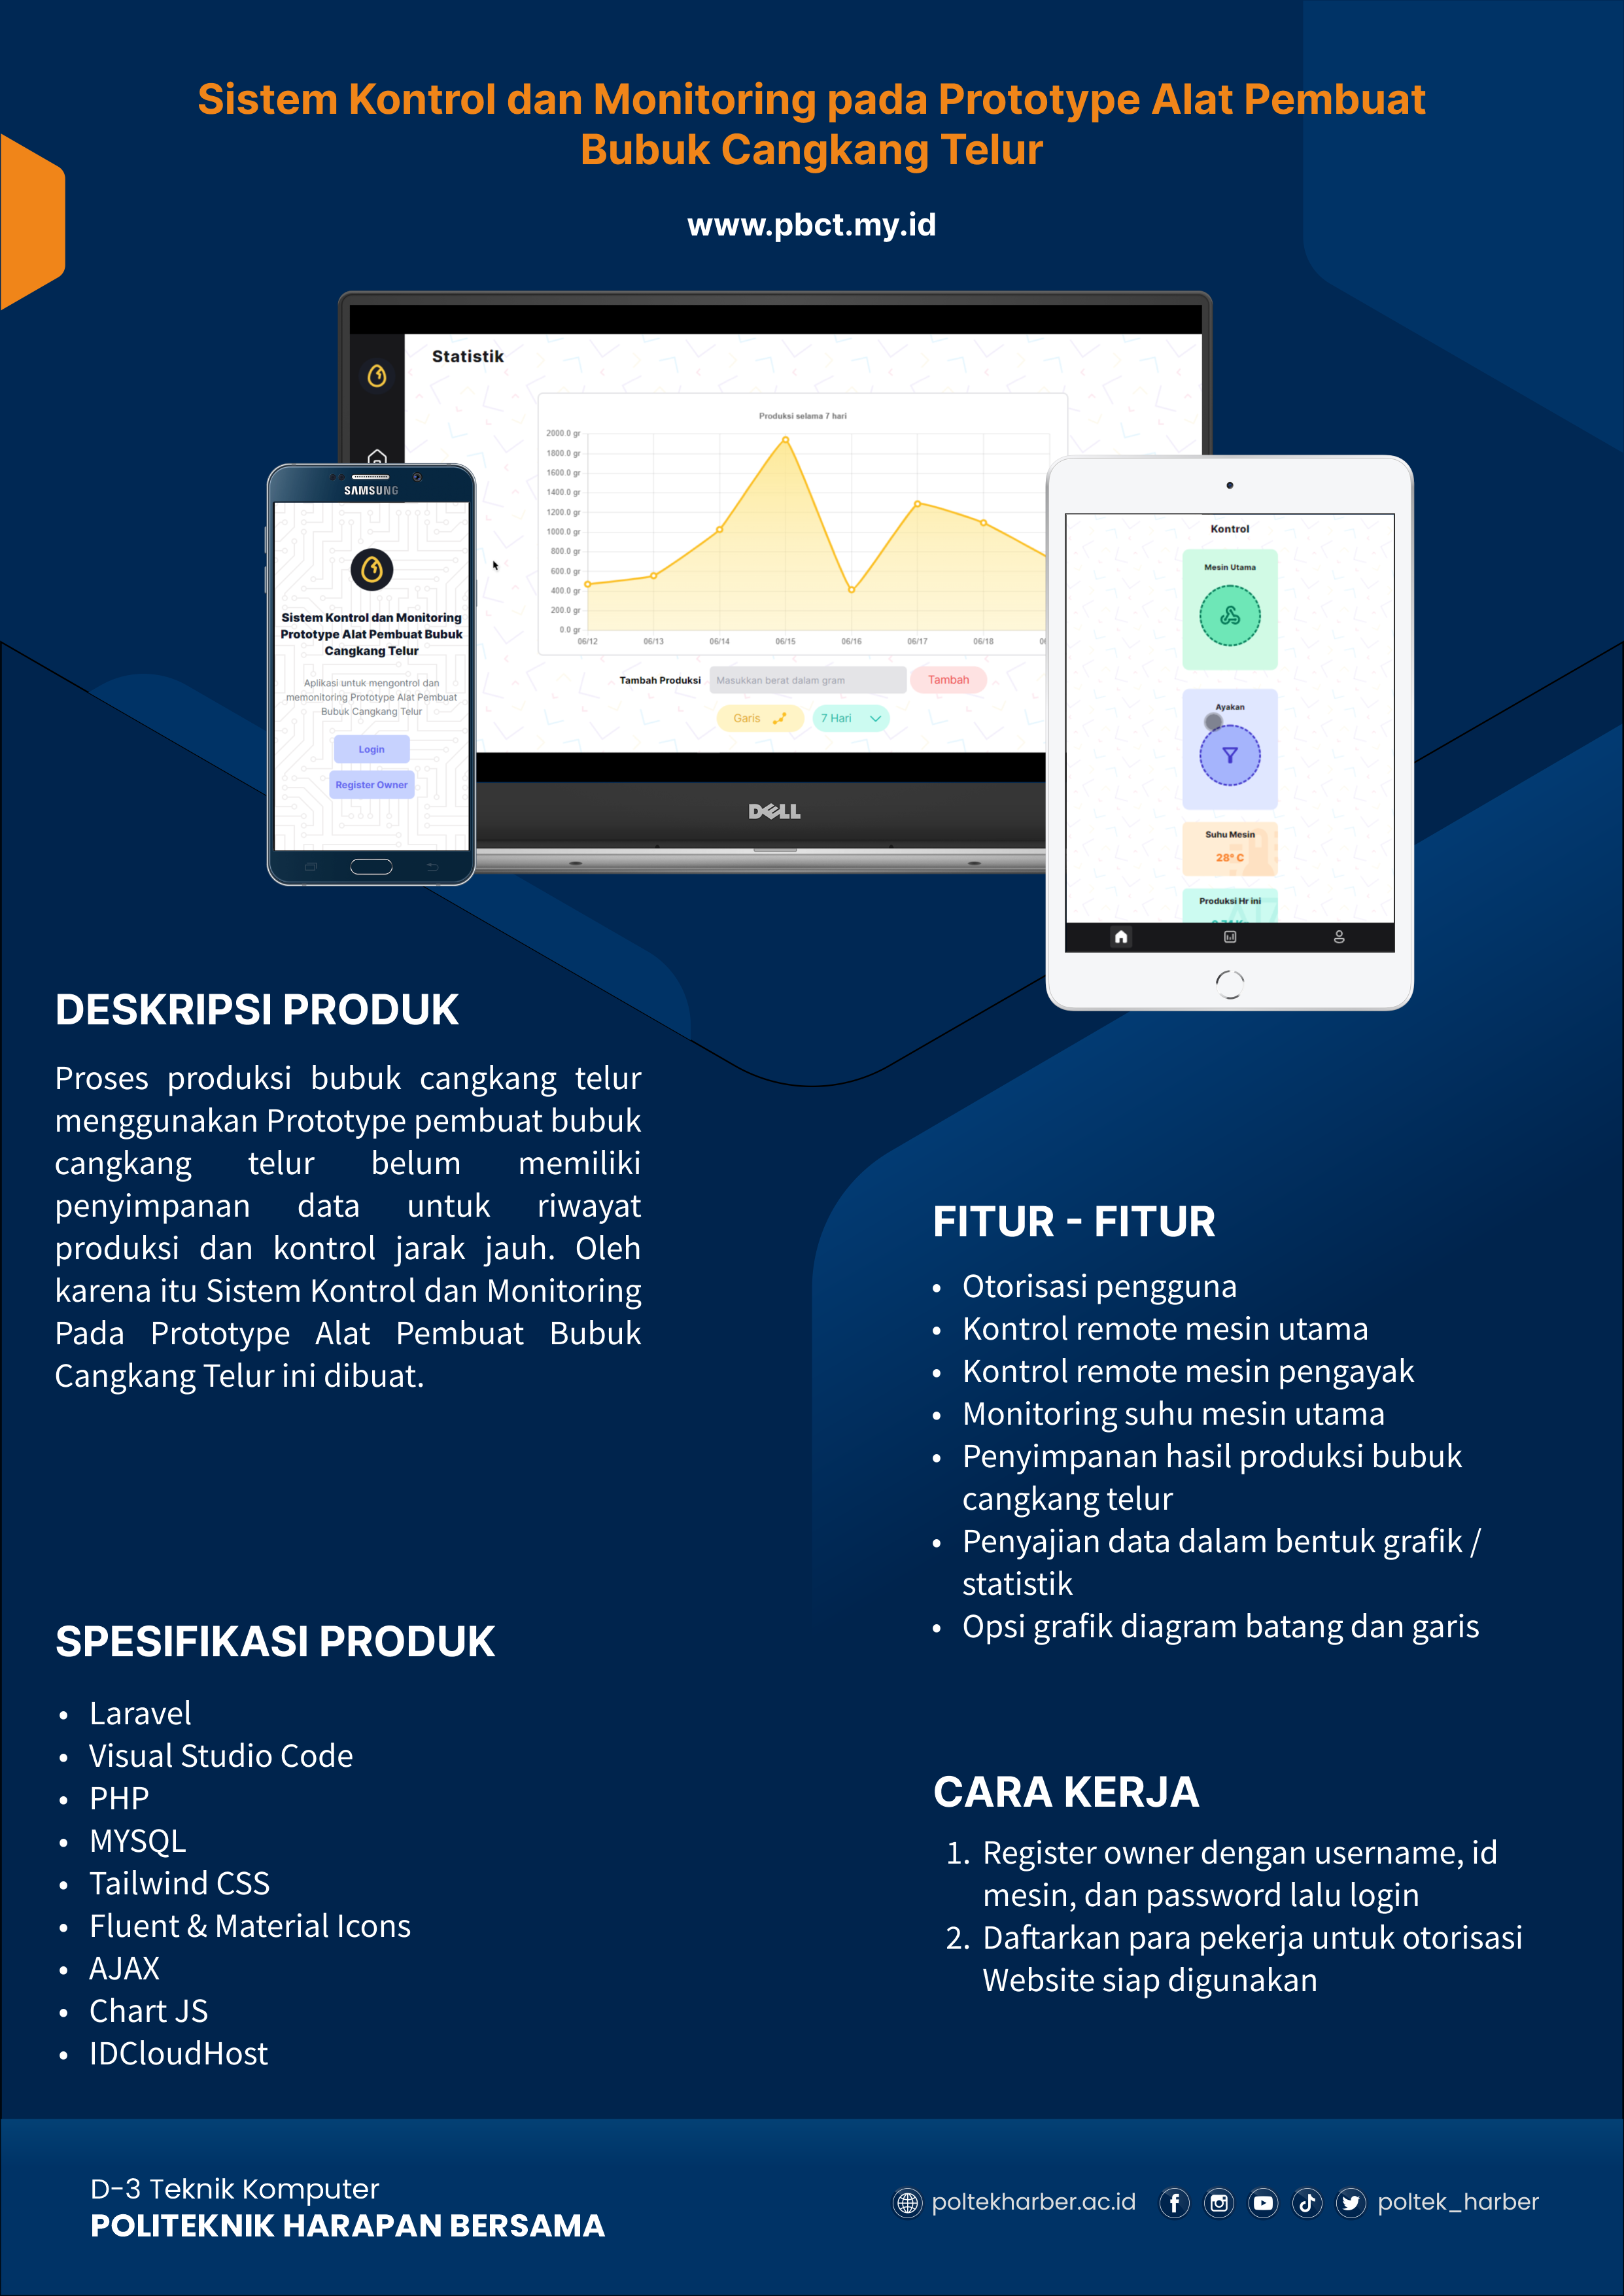 Sistem Kontrol dan Monitoring pada Prototype Alat Pembuat
Bubuk Cangkang Telur
www.pbct.my.id
Statistik
Produksi selama 7 hari
2000.0 gr
1800.0 gr
1600.0 gr
1400.0 gr
1200.0 gr
1000.0 gr
800.0 gr
600.0 gr
400.0 gr
200.0 gr
0.0 gr
06/12 06/13 06/14 06/15 06/16 06/17 06/18
Tambah Produksi Masukkan berat dalam gram Tambah
Garis 7 Hari
DELL
SAMSUNG
Sistem Kontrol dan Monitoring
Prototype Alat Pembuat Bubuk
Cangkang Telur
Aplikasi untuk mengontrol dan
memonitoring Prototype Alat Pembuat
Bubuk Cangkang Telur
Login
Register Owner
Kontrol
Mesin Utama
Ayakan
Suhu Mesin
28° C
Produksi Hr ini
DESKRIPSI PRODUK
Proses produksi bubuk cangkang telur
menggunakan Prototype pembuat bubuk
cangkang telur belum memiliki
penyimpanan data untuk riwayat
produksi dan kontrol jarak jauh. Oleh
karena itu Sistem Kontrol dan Monitoring
Pada Prototype Alat Pembuat Bubuk
Cangkang Telur ini dibuat.
SPESIFIKASI PRODUK
• Laravel
• Visual Studio Code
• PHP
• MYSQL
• Tailwind CSS
• Fluent & Material Icons
• AJAX
• Chart JS
• IDCloudHost
FITUR - FITUR
• Otorisasi pengguna
• Kontrol remote mesin utama
• Kontrol remote mesin pengayak
• Monitoring suhu mesin utama
• Penyimpanan hasil produksi bubuk
cangkang telur
• Penyajian data dalam bentuk grafik /
statistik
• Opsi grafik diagram batang dan garis
CARA KERJA
1. Register owner dengan username, id
mesin, dan password lalu login
2. Daftarkan para pekerja untuk otorisasi
Website siap digunakan
D-3 Teknik Komputer
POLITEKNIK HARAPAN BERSAMA
poltekharber.ac.id poltek_harber